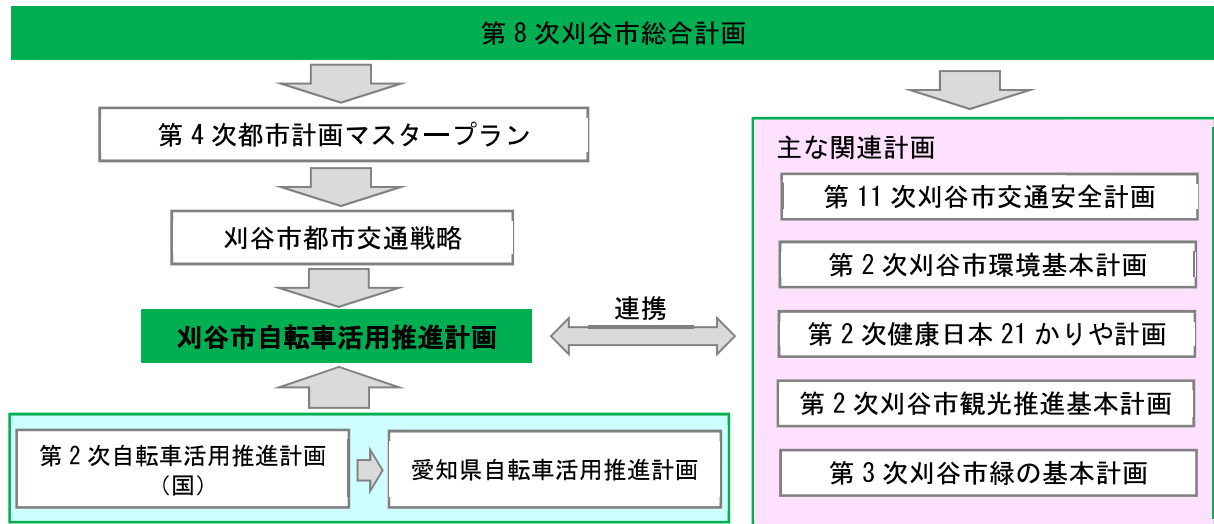 第8次刈谷市総合計画
第4次都市計画マスタープラン
刈谷市都市交通戦略
刈谷市自転車活用推進計画
連携
第2次自転車活用推進計画
（国）
愛知県自転車活用推進計画
主な関連計画
第11次刈谷市交通安全計画
第2次刈谷市環境基本計画
第2次健康日本21かりや計画
第2次刈谷市観光推進基本計画
第3次刈谷市緑の基本計画